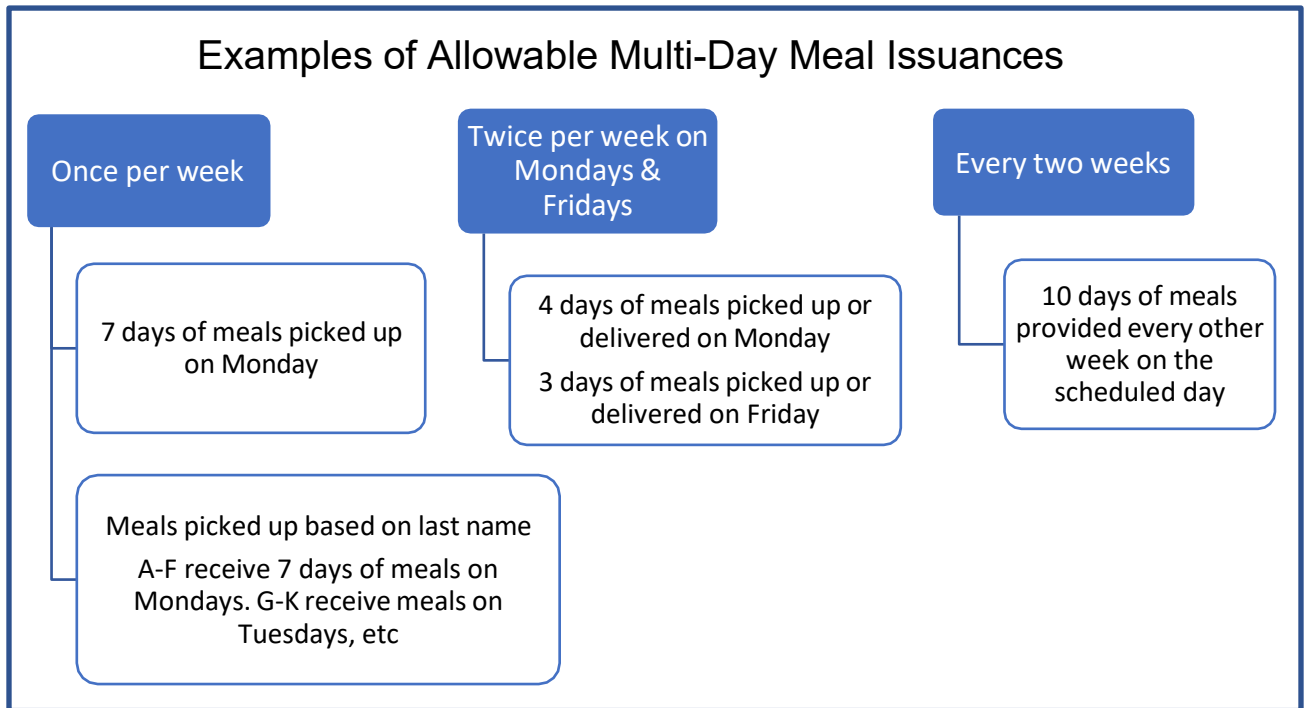 Examples of Allowable Multi-Day Meal Issuances
Once per week
7 days of meals picked up
on Monday
Meals picked up based on last name
A-F receive 7 days of meals on
Mondays. G-K receive meals on
Tuesdays, etc
Twice per week on
Mondays &
Fridays
4 days of meals picked up or
delivered on Monday
3 days of meals picked up or
delivered on Friday
Every two weeks
10 days of meals
provided every other
week on the
scheduled day